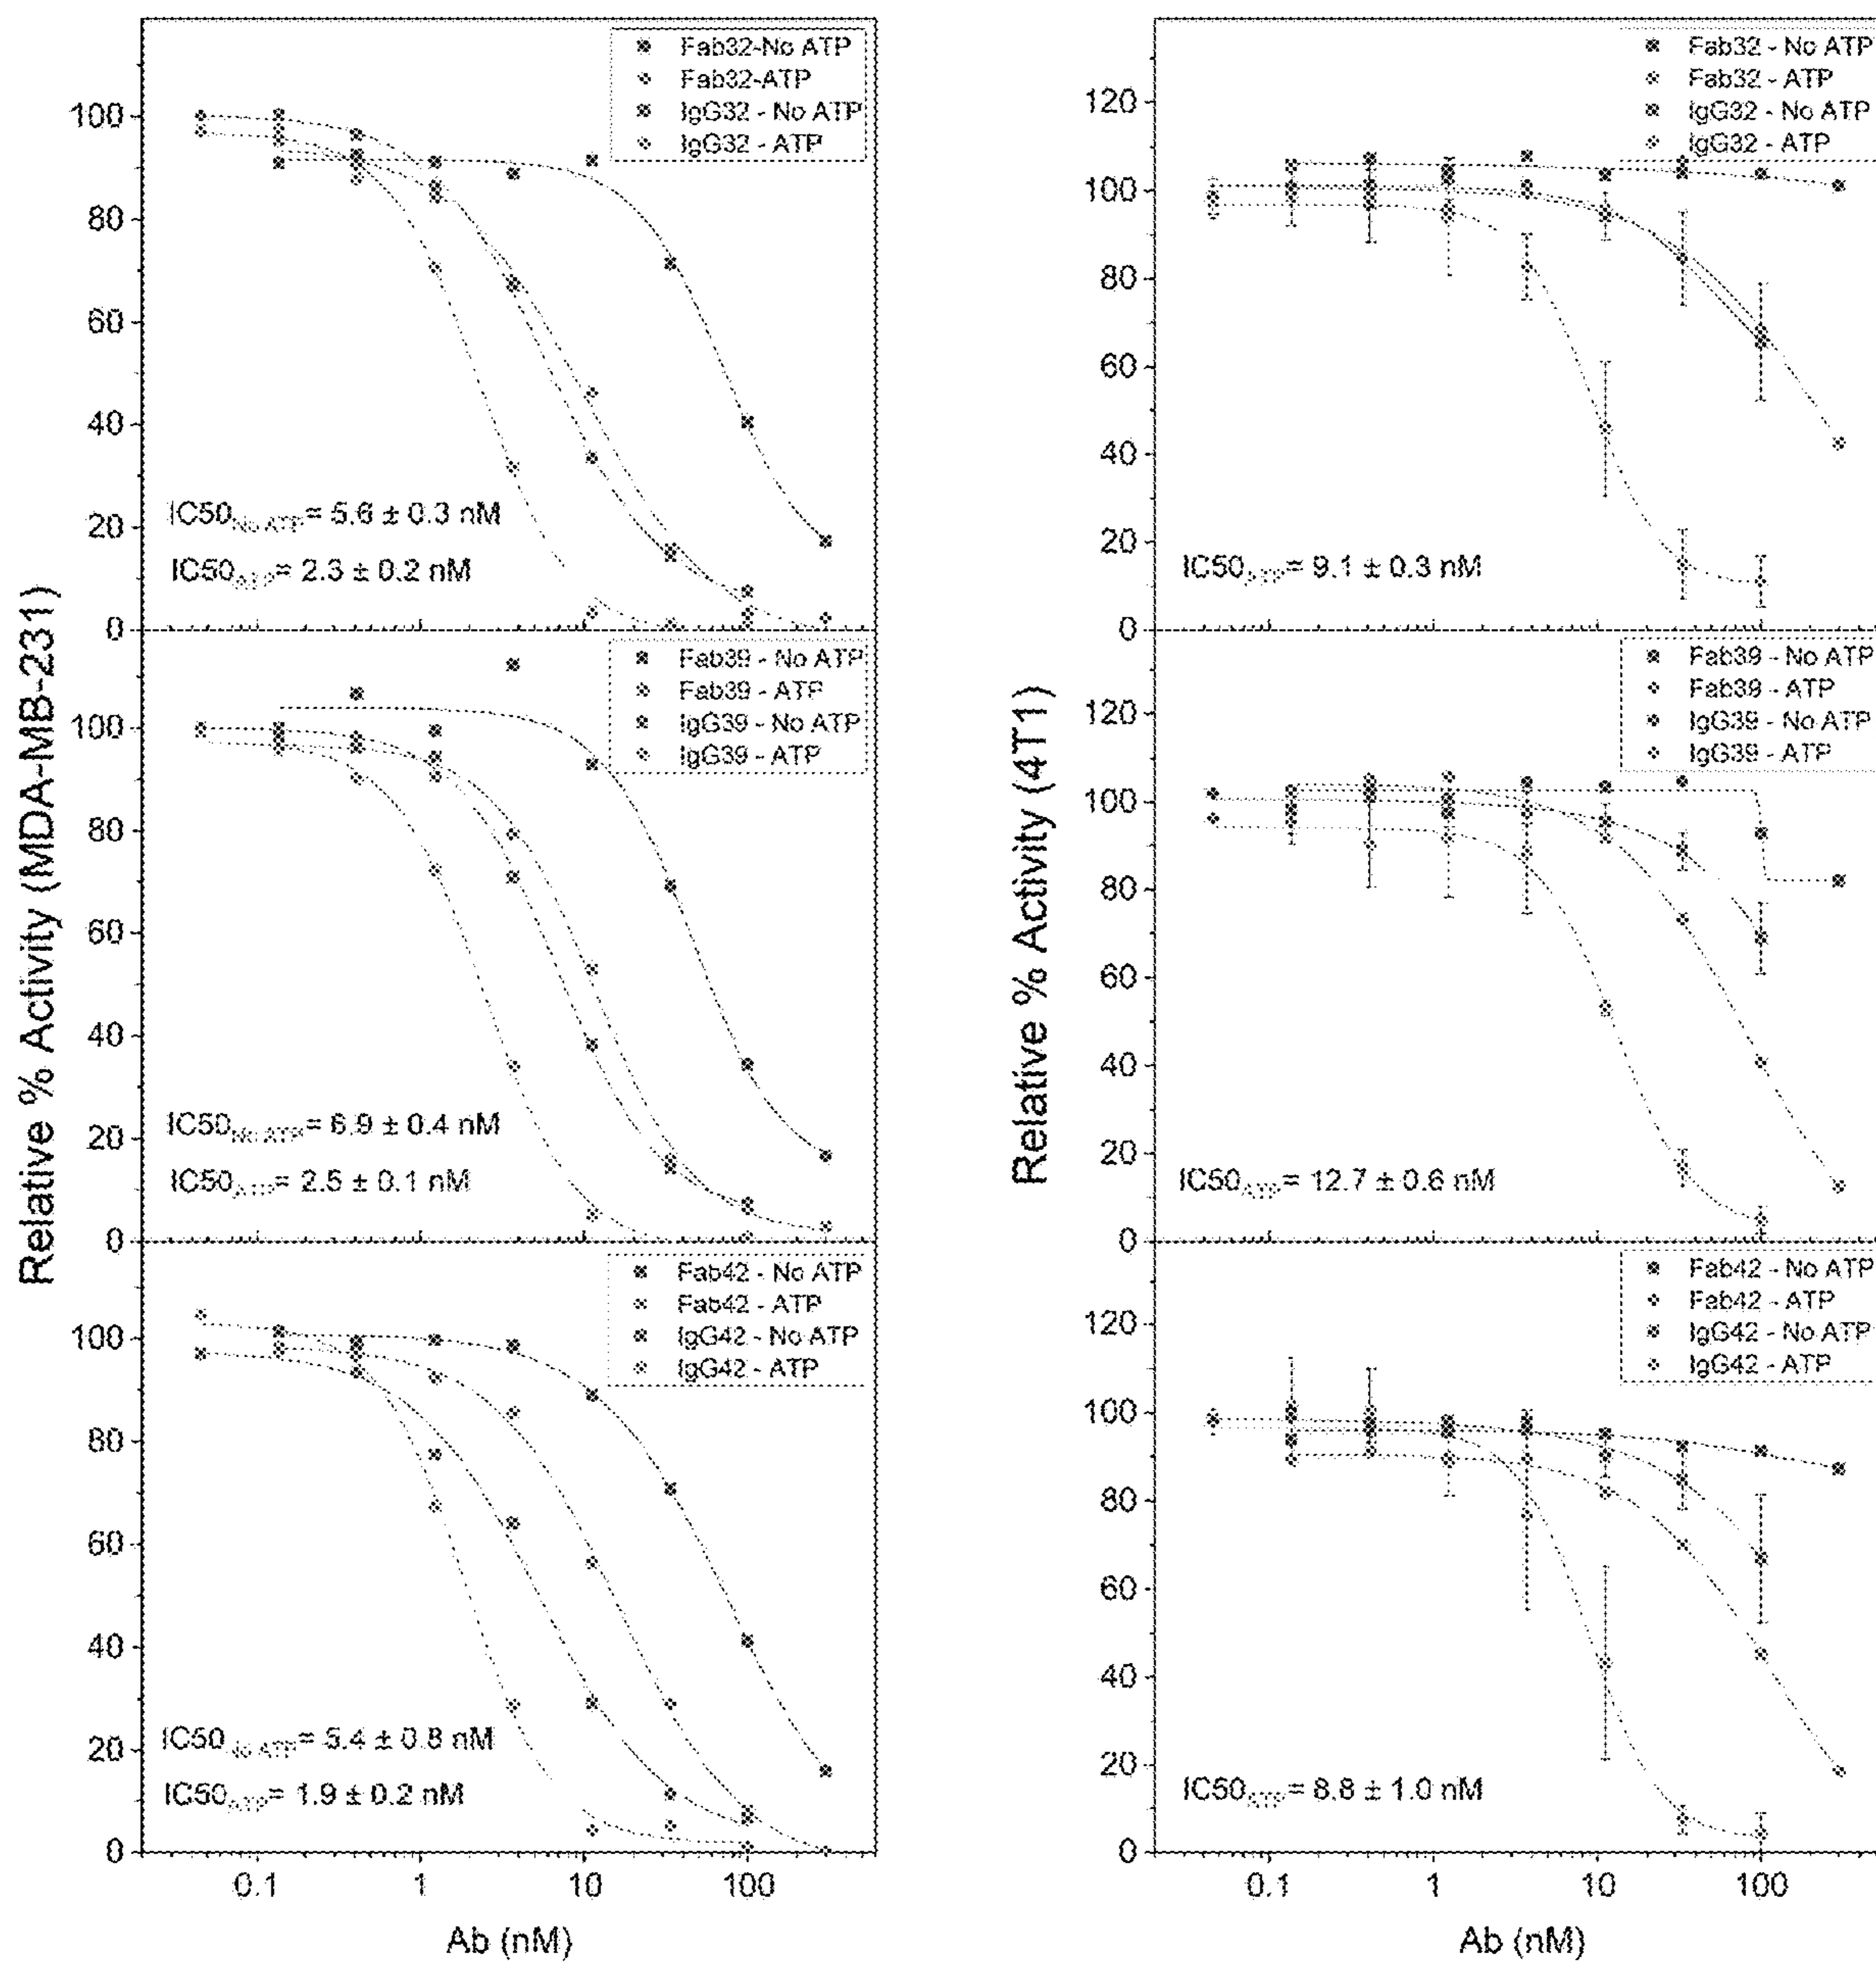 Relative % Activity (MDA-MB-231)
Fab32-No ATP
Fab32-ATP
IgG32 - No ATP
IgG32 - ATP
100
80
60
40
20
0
IC50No ATP= 5.6 ± 0.3 nM
IC50ATP= 2.3 ± 0.2 nM
Fab39 - No ATP
Fab39 - ATP
IgG39 - No ATP
IgG39 - ATP
100
80
60
40
20
0
IC50No ATP= 6.9 ± 0.4 nM
IC50ATP= 2.5 ± 0.1 nM
Fab42 - No ATP
Fab42 - ATP
IgG42 - No ATP
IgG42 - ATP
100
80
60
40
20
0
IC50No ATP= 5.4 ± 0.8 nM
IC50ATP= 1.9 ± 0.2 nM
0.1 1 10 100
Ab (nM)
Relative % Activity (4T1)
Fab32 - No ATP
Fab32 - ATP
IgG32 - No ATP
IgG32 - ATP
120
100
80
60
40
20
0
IC50ATP= 9.1 ± 0.3 nM
Fab39 - No ATP
Fab39 - ATP
IgG39 - No ATP
IgG39 - ATP
120
100
80
60
40
20
0
IC50ATP= 12.7 ± 0.6 nM
Fab42 - No ATP
Fab42 - ATP
IgG42 - No ATP
IgG42 - ATP
120
100
80
60
40
20
0
IC50ATP= 8.8 ± 1.0 nM
0.1 1 10 100
Ab (nM)